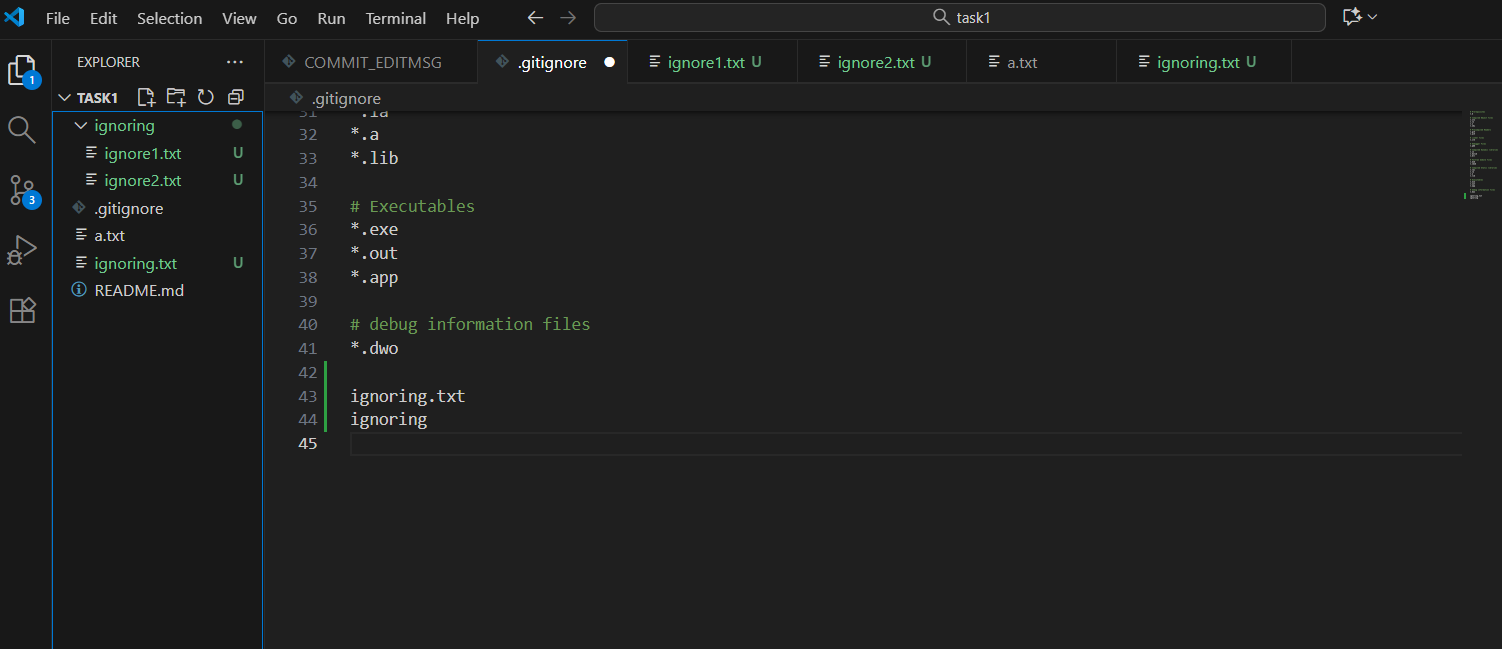 File Edit Selection View Go Run Terminal Help
task1
EXPLORER
TASK1
ignoring
ignore1.txt U
ignore2.txt U
.gitignore
a.txt
ignoring.txt U
README.md
1
3
COMMIT_EDITMSG .gitignore ignore1.txt U ignore2.txt U a.txt ignoring.txt U
.gitignore
31
32 *.a
33 *.lib
34
35 # Executables
36 *.exe
37 *.out
38 *.app
39
40 # debug information files
41 *.dwo
42
43 ignoring.txt
44 ignoring
45